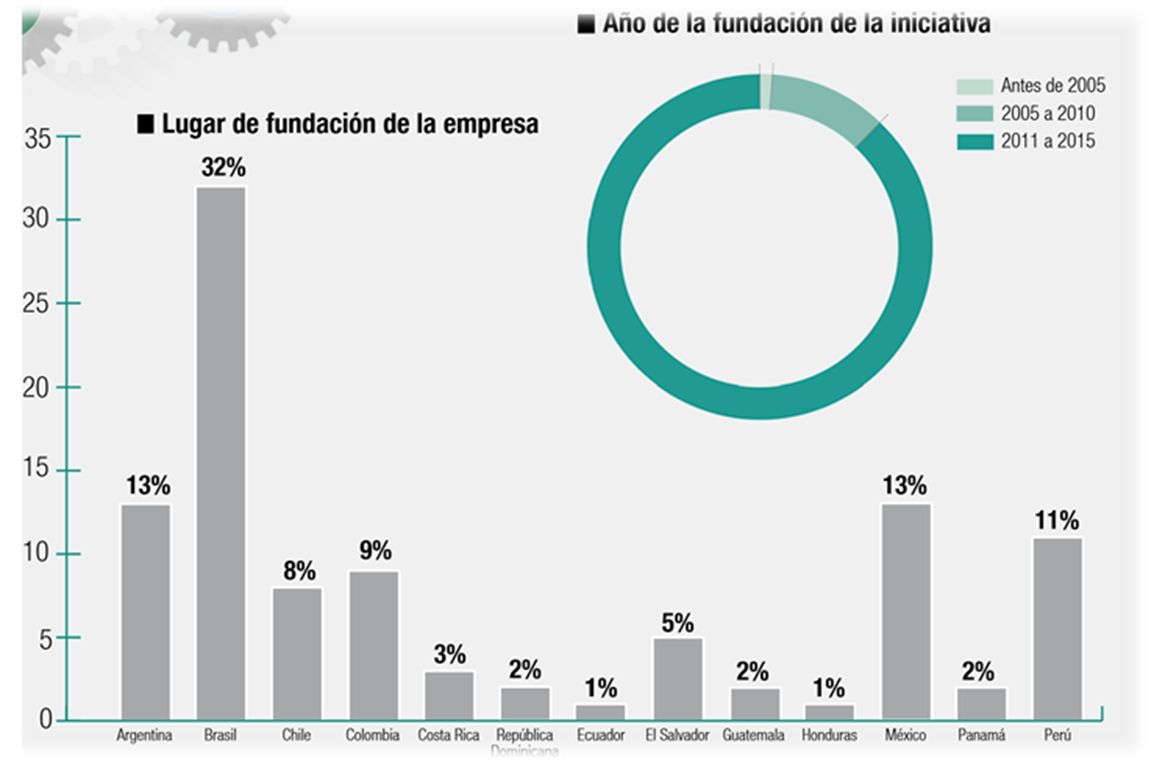 ■ Año de la fundación de la iniciativa
Antes de 2005
2005 a 2010
2011 a 2015
■ Lugar de fundación de la empresa
35
30
25
20
15
10
5
0
13%
32%
8%
9%
3%
2%
1%
5%
2%
1%
13%
2%
11%
Argentina
Brasil
Chile
Colombia
Costa Rica
República
Dominicana
Ecuador
El Salvador
Guatemala
Honduras
México
Panamá
Perú